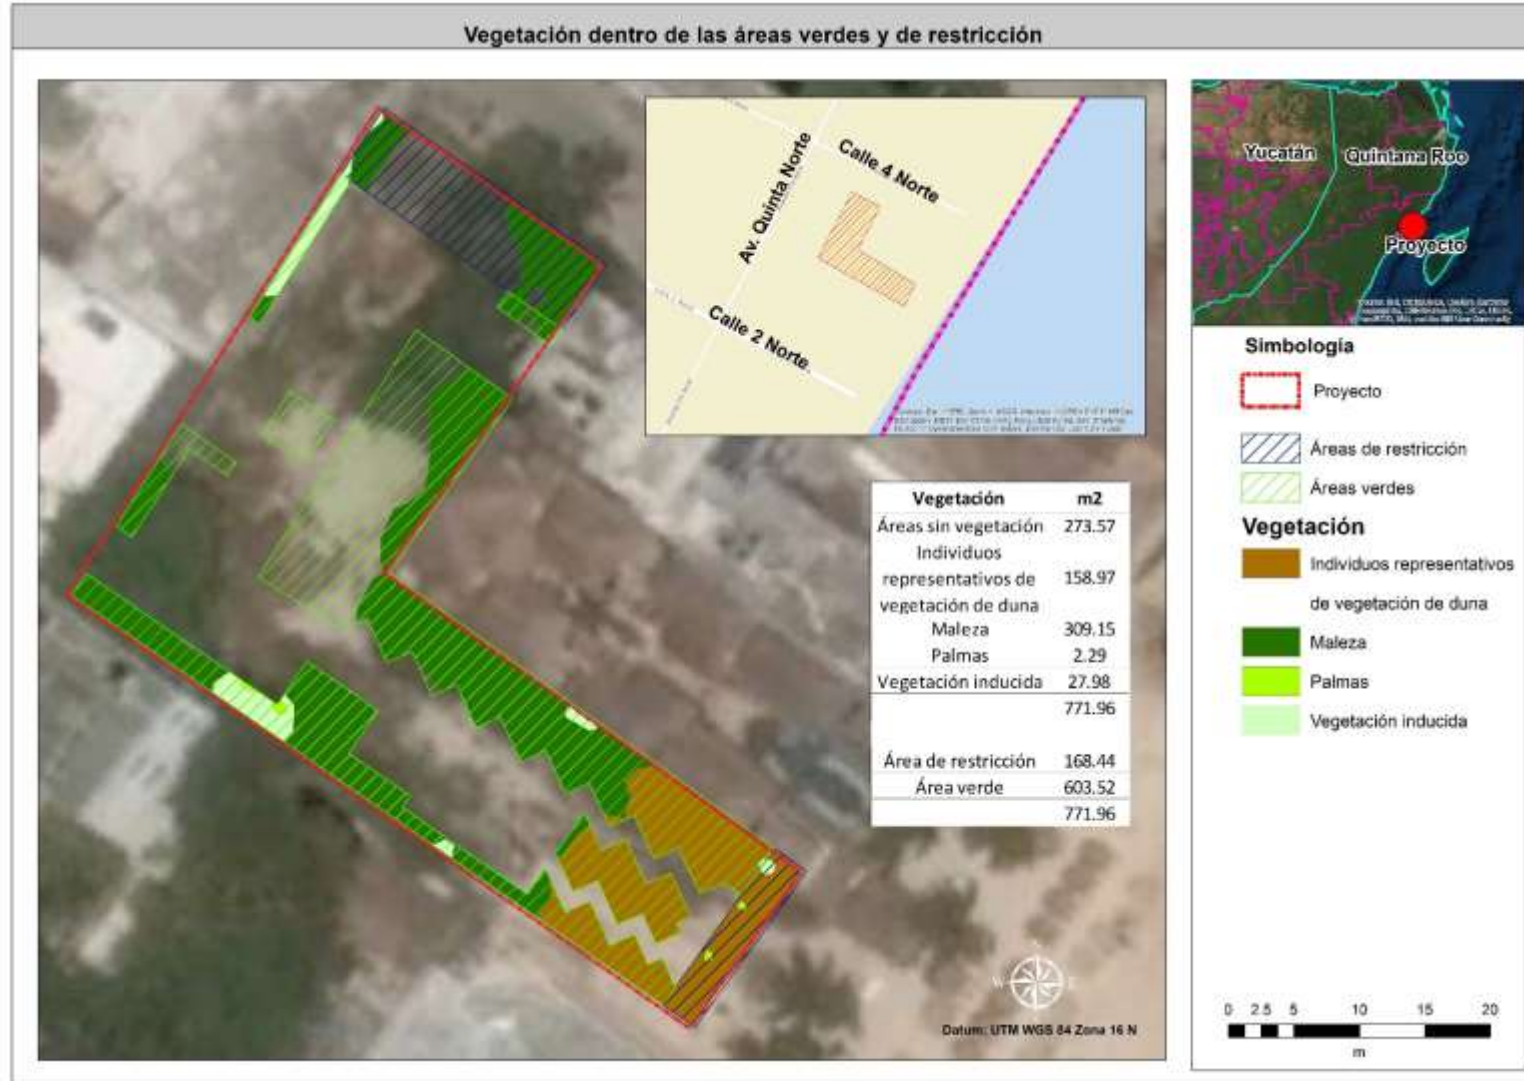 Vegetación dentro de las áreas verdes y de restricción
Calle 4 Norte
Av. Quinta Norte
Calle 2 Norte
Yucatán
Quintana Roo
Proyecto
Vegetación m2
Áreas sin vegetación 273.57
Individuos
representativos de 158.97
vegetación de duna
Maleza 309.15
Palmas 2.29
Vegetación inducida 27.98
771.96
Área de restricción 168.44
Área verde 603.52
771.96
Simbología
Proyecto
Áreas de restricción
Áreas verdes
Vegetación
Individuos representativos
de vegetación de duna
Maleza
Palmas
Vegetación inducida
W E
Datum: UTM WGS 84 Zona 16 N
0 2.5 5 10 15 20
m